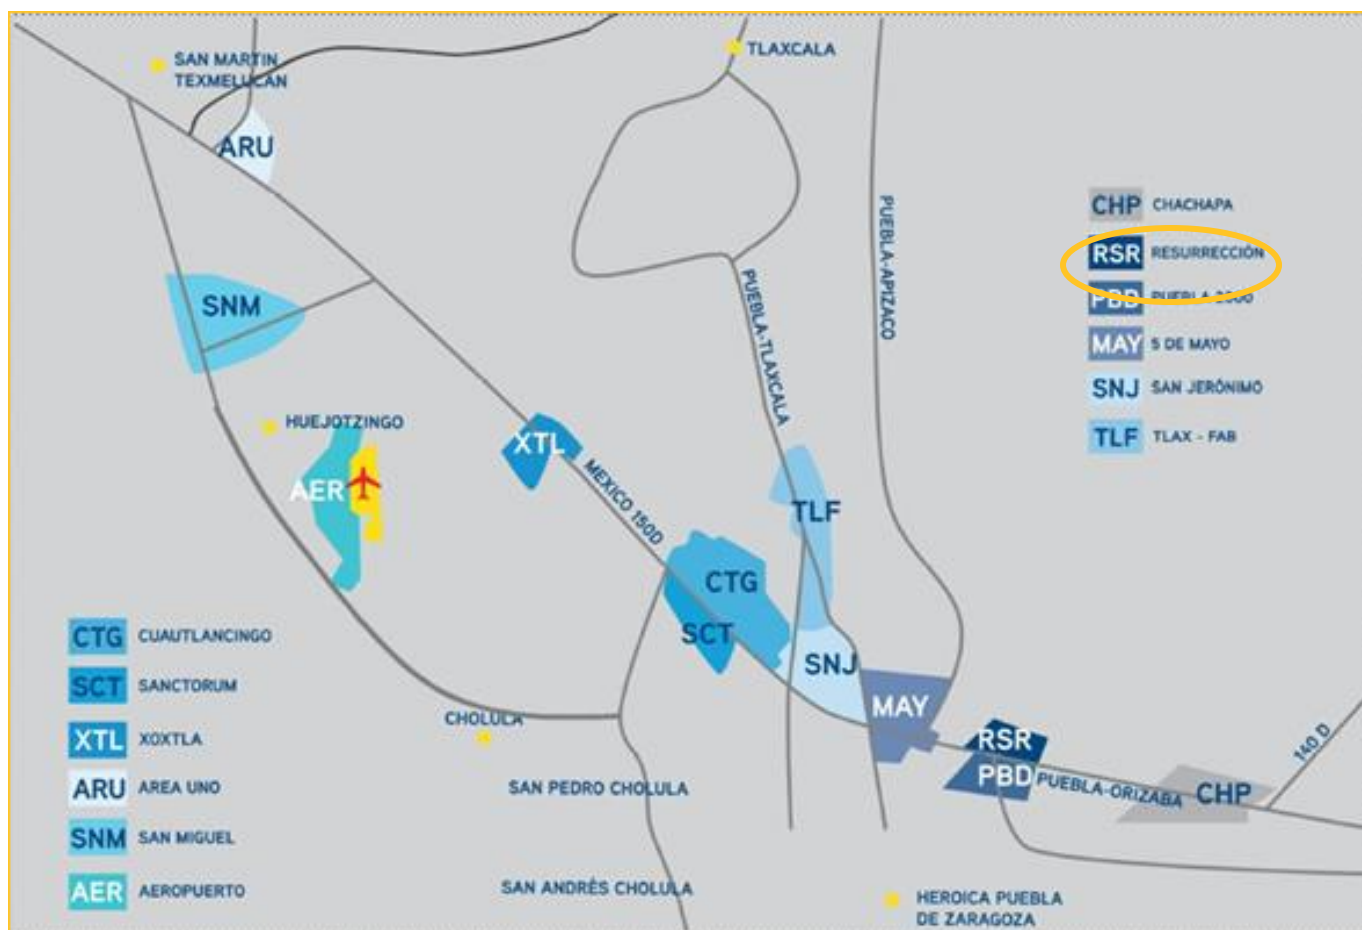 SAN MARTIN
TEXMELUCAN
TLAXCALA
ARU
PUEBLA-APIZACO
CHP CHACHAPA
RSR RESURRECCIÓN
PBD PUEBLA 2000
MAY 5 DE MAYO
SNJ SAN JERÓNIMO
TLF TLAX - FAB
SNM
PUEBLA-TLAXCALA
HUEJOTZINGO
XTL
AER
MEXICO 150D
TLF
CTG
SCT
SNJ
MAY
RSR
PBD
PUEBLA-ORIZABA
CHP
140 D
CTG CUAUTLANCINGO
SCT SANCTORUM
XTL XOXTLA
ARU AREA UNO
SNM SAN MIGUEL
AER AEROPUERTO
CHOLULA
SAN PEDRO CHOLULA
SAN ANDRÉS CHOLULA
HEROICA PUEBLA
DE ZARAGOZA